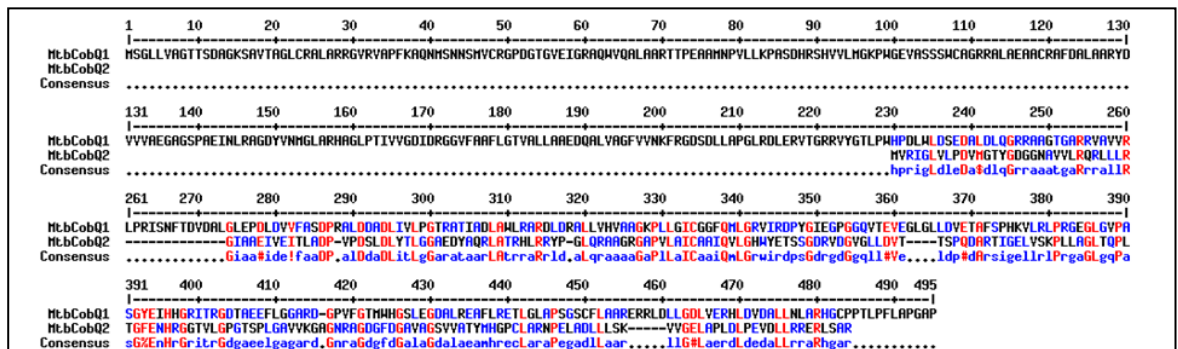 1 10 20 30 40 50 60 70 80 90 100 110 120 130
MtbCobQ1 MSGLLVAGTTSDAGKSAVTAGLCRALARRGVRVAPFKAQNMSNNSMVCRGPDGTGVEIGRAQWVQALAARTTPEAAMNPVLLKPASDHRSHVVLMGKPWGEVASSSWCAGRRALAEAACRAFDALAARYD
MtbCobQ2
Consensus ..................................................................................................................................
131 140 150 160 170 180 190 200 210 220 230 240 250 260
MtbCobQ1 VVVAEGAGSPAEINLRAGDYVNMGLARHAGLPTIVVGDIDRGGVFAAFLGTVALLAAEDQALVAGFVVNKFRGDSDLLAPGLRDLERVTGRRVYGTLPWHPDLWLDSEDALDLQGRRAAGTGARRVAVVR
MtbCobQ2 MVRIGLVLPDVMGTYGDGGNAVVLRQRLLLR
Consensus ...................................................................................................hprigLdleDa$dlqGrraaatgaRrrallR
261 270 280 290 300 310 320 330 340 350 360 370 380 390
MtbCobQ1 LPRISNFTDVDALGLEPDLDVVFASDPRALDDADLIVLPGTRATIADLAWLRARDLDRALLVHVAAGKPLLGICGGFQMLGRVIRDPYGIEGPGGQVTEVEGLGLLDVETAFSPHKVLRLPRGEGLGVPA
MtbCobQ2 -------------GIAAEIVEITLADP-VPDSLDLYTLGGAEDYAQRLATRHLRRYP-GLQRAAGRGAPVLAICAAIQVLGHWYETSSGDRVDGVGLLDVT----TSPQDARTIGELVSKPLLAGLTQPL
Consensus .............Giaa#ide!faaDP.alDdaDLitLgGarataarLAtrraRrld.aLqraaaaGaPlLaICaaiQmLGrwirdpsGdrgdGgqll#Ve....ldp#dArsigellrlPrgaGLgqPa
391 400 410 420 430 440 450 460 470 480 490 495
MtbCobQ1 SGYEIHHGRITRGDTAEEFLGGARD-GPVFGTMWHGSLEGDALREAFLRETLGLAPSGSCFLAARERRLDLLGDLVERHLDVDALLNLARHGCPPTLPFLAPGAP
MtbCobQ2 TGFENHRGGTVLGPGTSPLGAVVKGAGNRAGDGFDGAVAGSVVATYMHGPCLARNPELADLLLSK-----VVGELAPLDLPEVDLLRRERLSAR
Consensus sG%EnHrGritrGdgaeelgagard.GnraGdgfdGalaGdalaeamhrecLaraPegadlLaar.....llG#LaerdLdedaLLrraRhgar...........